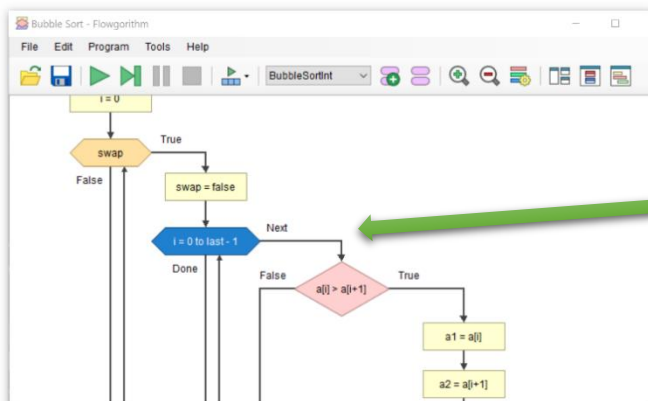 Bubble Sort - Flowgorithm
File Edit Program Tools Help
BubbleSortInt
i = 0
swap
True
False
swap = false
i = 0 to last - 1
Next
Done
False
a[i] > a[i+1]
True
a1 = a[i]
a2 = a[i+1]